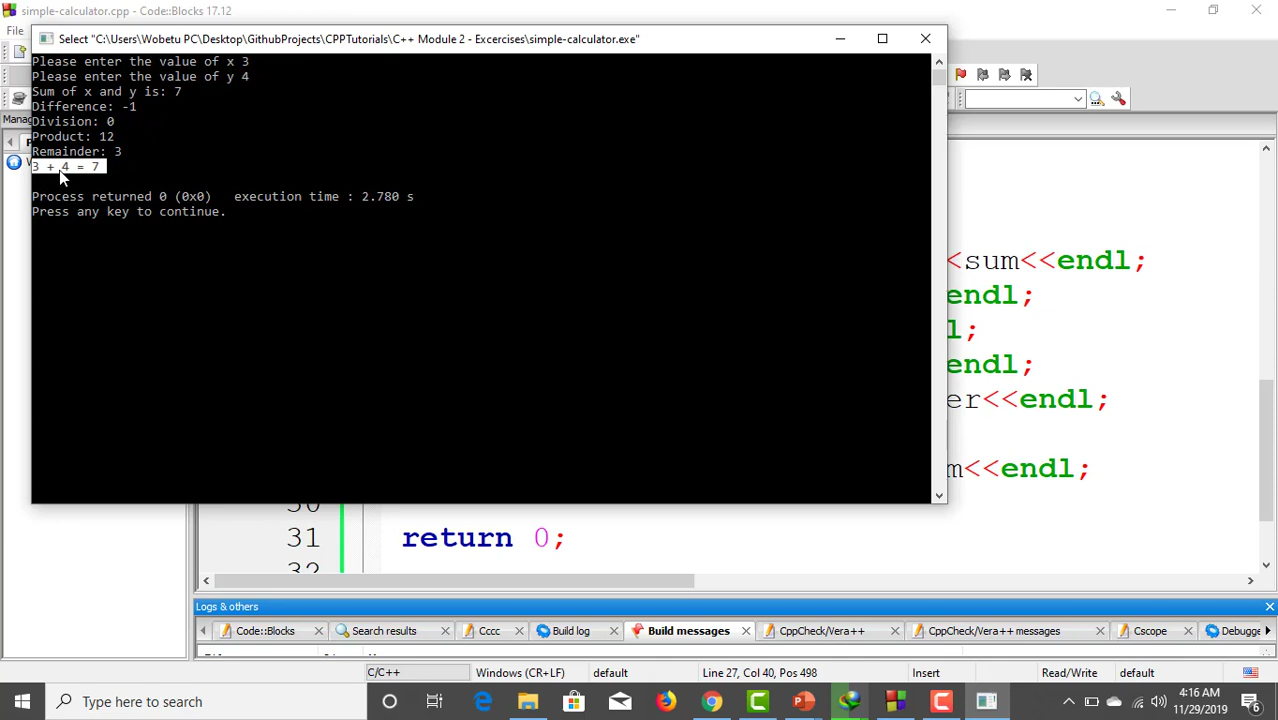 simple-calculator.cpp - Code::Blocks 17.12
File
Select "C:\Users\Wobetu PC\Desktop\GithubProjects\CPPTutorials\C++ Module 2 - Excercises\simple-calculator.exe"
Please enter the value of x 3
Please enter the value of y 4
Sum of x and y is: 7
Difference: -1
Division: 0
Product: 12
Remainder: 3
3 + 4 = 7
Process returned 0 (0x0)   execution time : 2.780 s
Press any key to continue.
Manag
<sum<<endl;
endl;
l;
endl;
er<<endl;
m<<endl;
30
31 return 0;
32
Logs & others
Code::Blocks Search results Cccc Build log Build messages CppCheck/Vera++ CppCheck/Vera++ messages Cscope Debugge
C/C++ Windows (CR+LF) default Line 27, Col 40, Pos 498 Insert Read/Write default
Type here to search
4:16 AM
11/29/2019
6